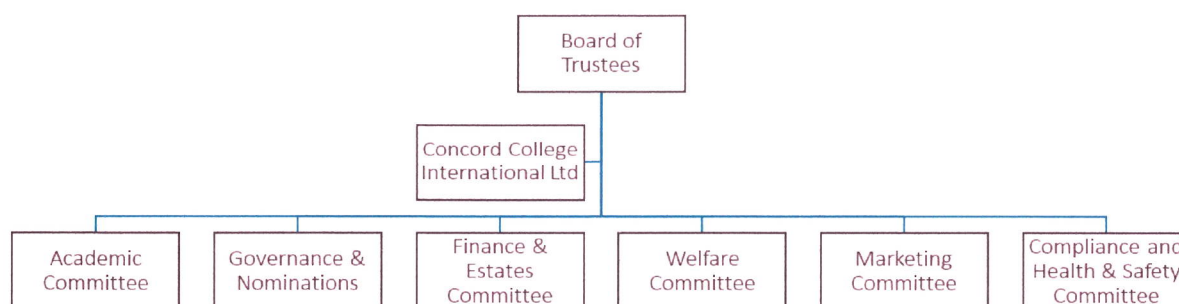 Board of
Trustees
Concord College
International Ltd
Academic
Committee
Governance &
Nominations
Finance &
Estates
Committee
Welfare
Committee
Marketing
Committee
Compliance and
Health & Safety
Committee